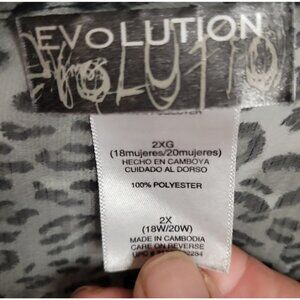 EVOLUTION
2XG
(18mujeres/20mujeres)
HECHO EN CAMBOYA
CUIDADO AL DORSO
100% POLYESTER
2X
(18W/20W)
MADE IN CAMBODIA
CARE ON REVERSE